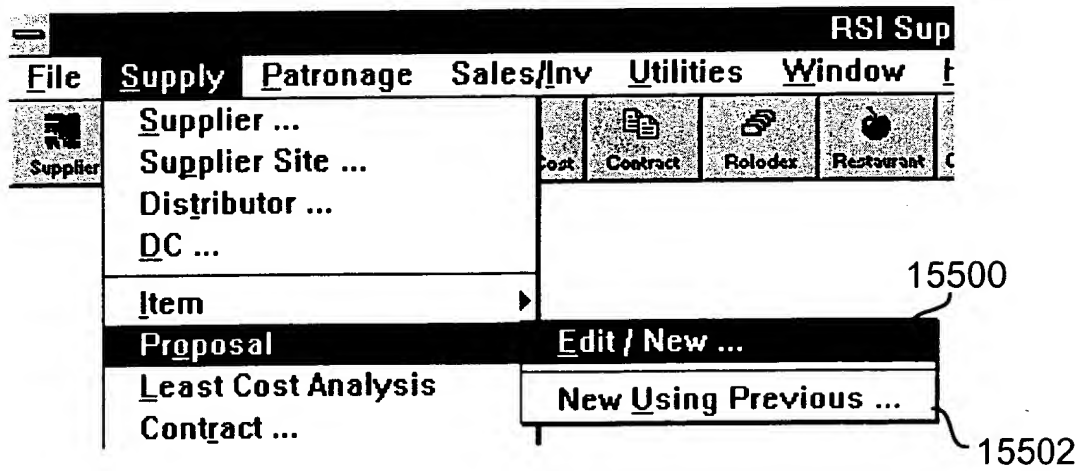 RSI Sup
File Supply Patronage Sales/Inv Utilities Window H
Supplier Cost Contract Rolodex Restaurant C
Supplier ...
Supplier Site ...
Distributor ...
DC ...
15500
Item
Proposal Edit / New ...
Least Cost Analysis
New Using Previous ...
Contract ...
15502